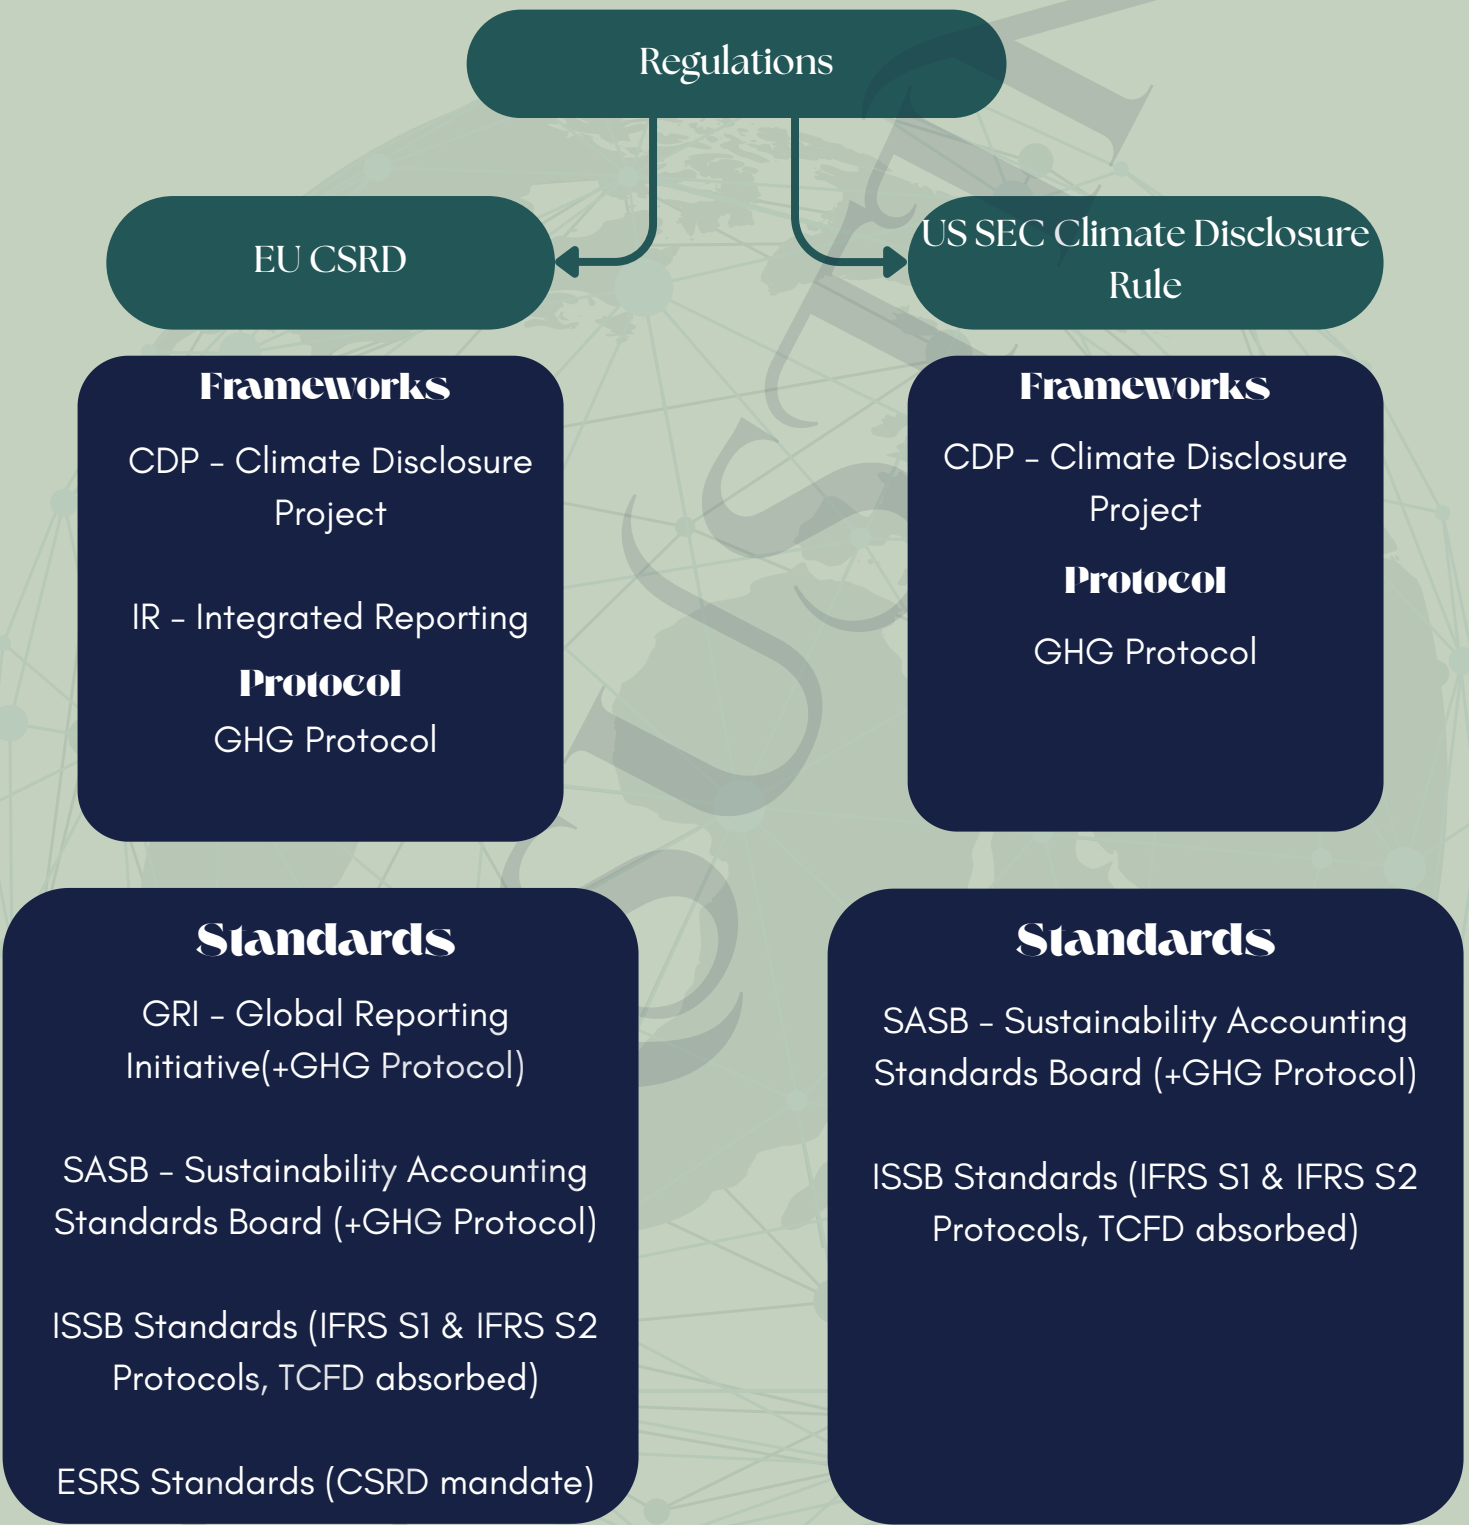 Regulations
EU CSRD
US SEC Climate Disclosure
Rule
Frameworks
CDP - Climate Disclosure
Project
IR - Integrated Reporting
Protocol
GHG Protocol
Frameworks
CDP - Climate Disclosure
Project
Protocol
GHG Protocol
Standards
GRI - Global Reporting
Initiative(+GHG Protocol)
SASB - Sustainability Accounting
Standards Board (+GHG Protocol)
ISSB Standards (IFRS S1 & IFRS S2
Protocols, TCFD absorbed)
ESRS Standards (CSRD mandate)
Standards
SASB - Sustainability Accounting
Standards Board (+GHG Protocol)
ISSB Standards (IFRS S1 & IFRS S2
Protocols, TCFD absorbed)